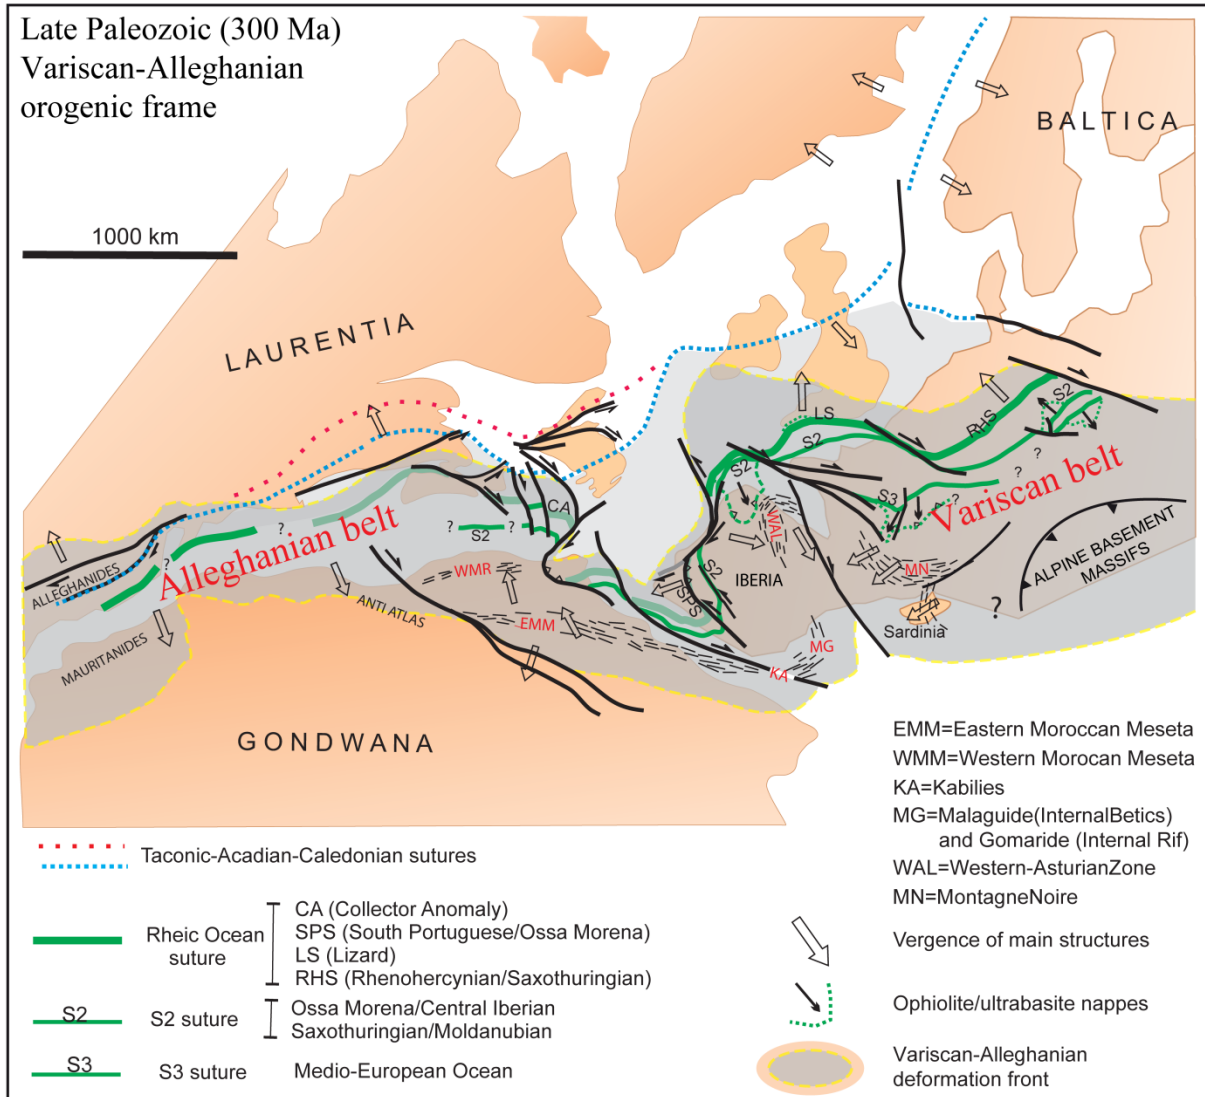 Late Paleozoic (300 Ma)
Variscan-Alleghanian
orogenic frame
BALTICA
1000 km
LAURENTIA
LS
S2
RHS
S2
S2
?
?
S3
?
Variscan belt
CA
?
S2
?
?
Alleghanian belt
?
ALLEGHANIDES
WAL
ALPINE BASEMENT
MASSIFS
WMR
IBERIA
S2
SPS
MN
?
Sardinia
ANTI ATLAS
EMM
MG
KA
MAURITANIDES
GONDWANA
EMM=Eastern Moroccan Meseta
WMM=Western Morocan Meseta
KA=Kabilies
MG=Malaguide(InternalBetics)
and Gomaride (Internal Rif)
WAL=Western-AsturianZone
MN=MontagneNoire
Taconic-Acadian-Caledonian sutures
Rheic Ocean
suture
CA (Collector Anomaly)
SPS (South Portuguese/Ossa Morena)
LS (Lizard)
RHS (Rhenohercynian/Saxothuringian)
S2
S2 suture
Ossa Morena/Central Iberian
Saxothuringian/Moldanubian
S3
S3 suture
Medio-European Ocean
Vergence of main structures
Ophiolite/ultrabasite nappes
Variscan-Alleghanian
deformation front